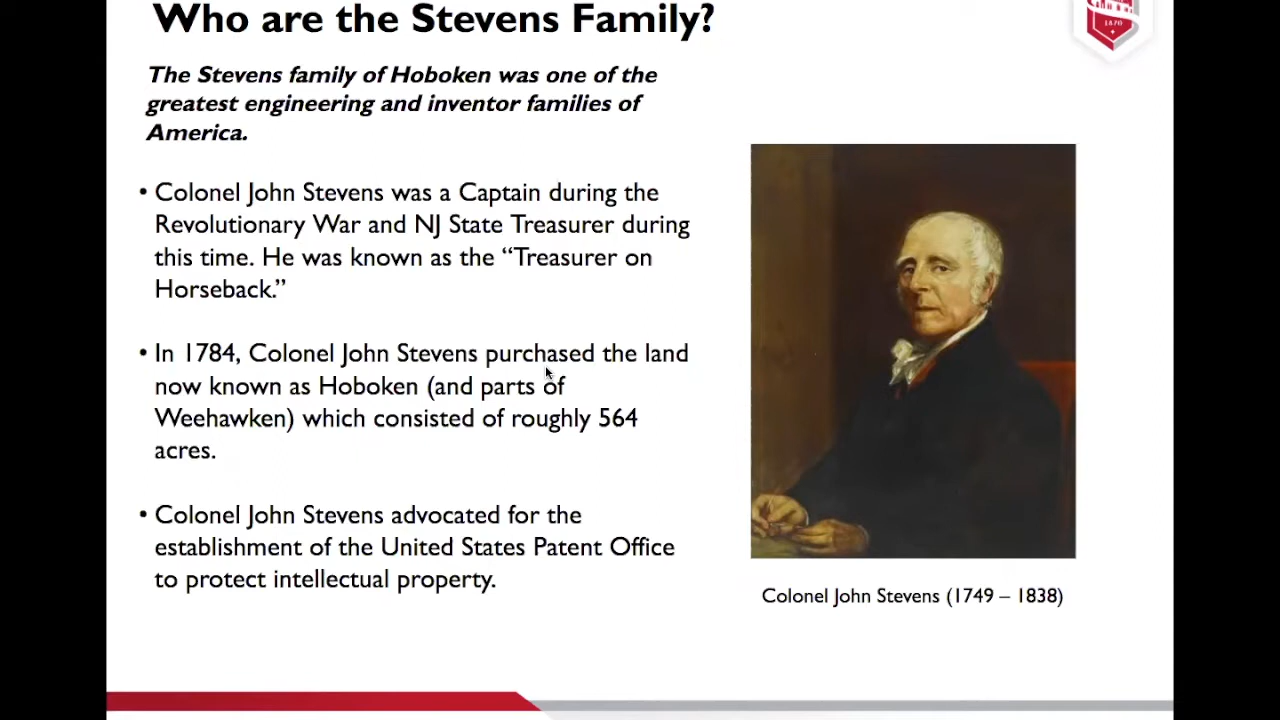 Who are the Stevens Family?
The Stevens family of Hoboken was one of the
greatest engineering and inventor families of
America.
• Colonel John Stevens was a Captain during the
Revolutionary War and NJ State Treasurer during
this time. He was known as the “Treasurer on
Horseback.”
• In 1784, Colonel John Stevens purchased the land
now known as Hoboken (and parts of
Weehawken) which consisted of roughly 564
acres.
• Colonel John Stevens advocated for the
establishment of the United States Patent Office
to protect intellectual property.
1870
Colonel John Stevens (1749 – 1838)